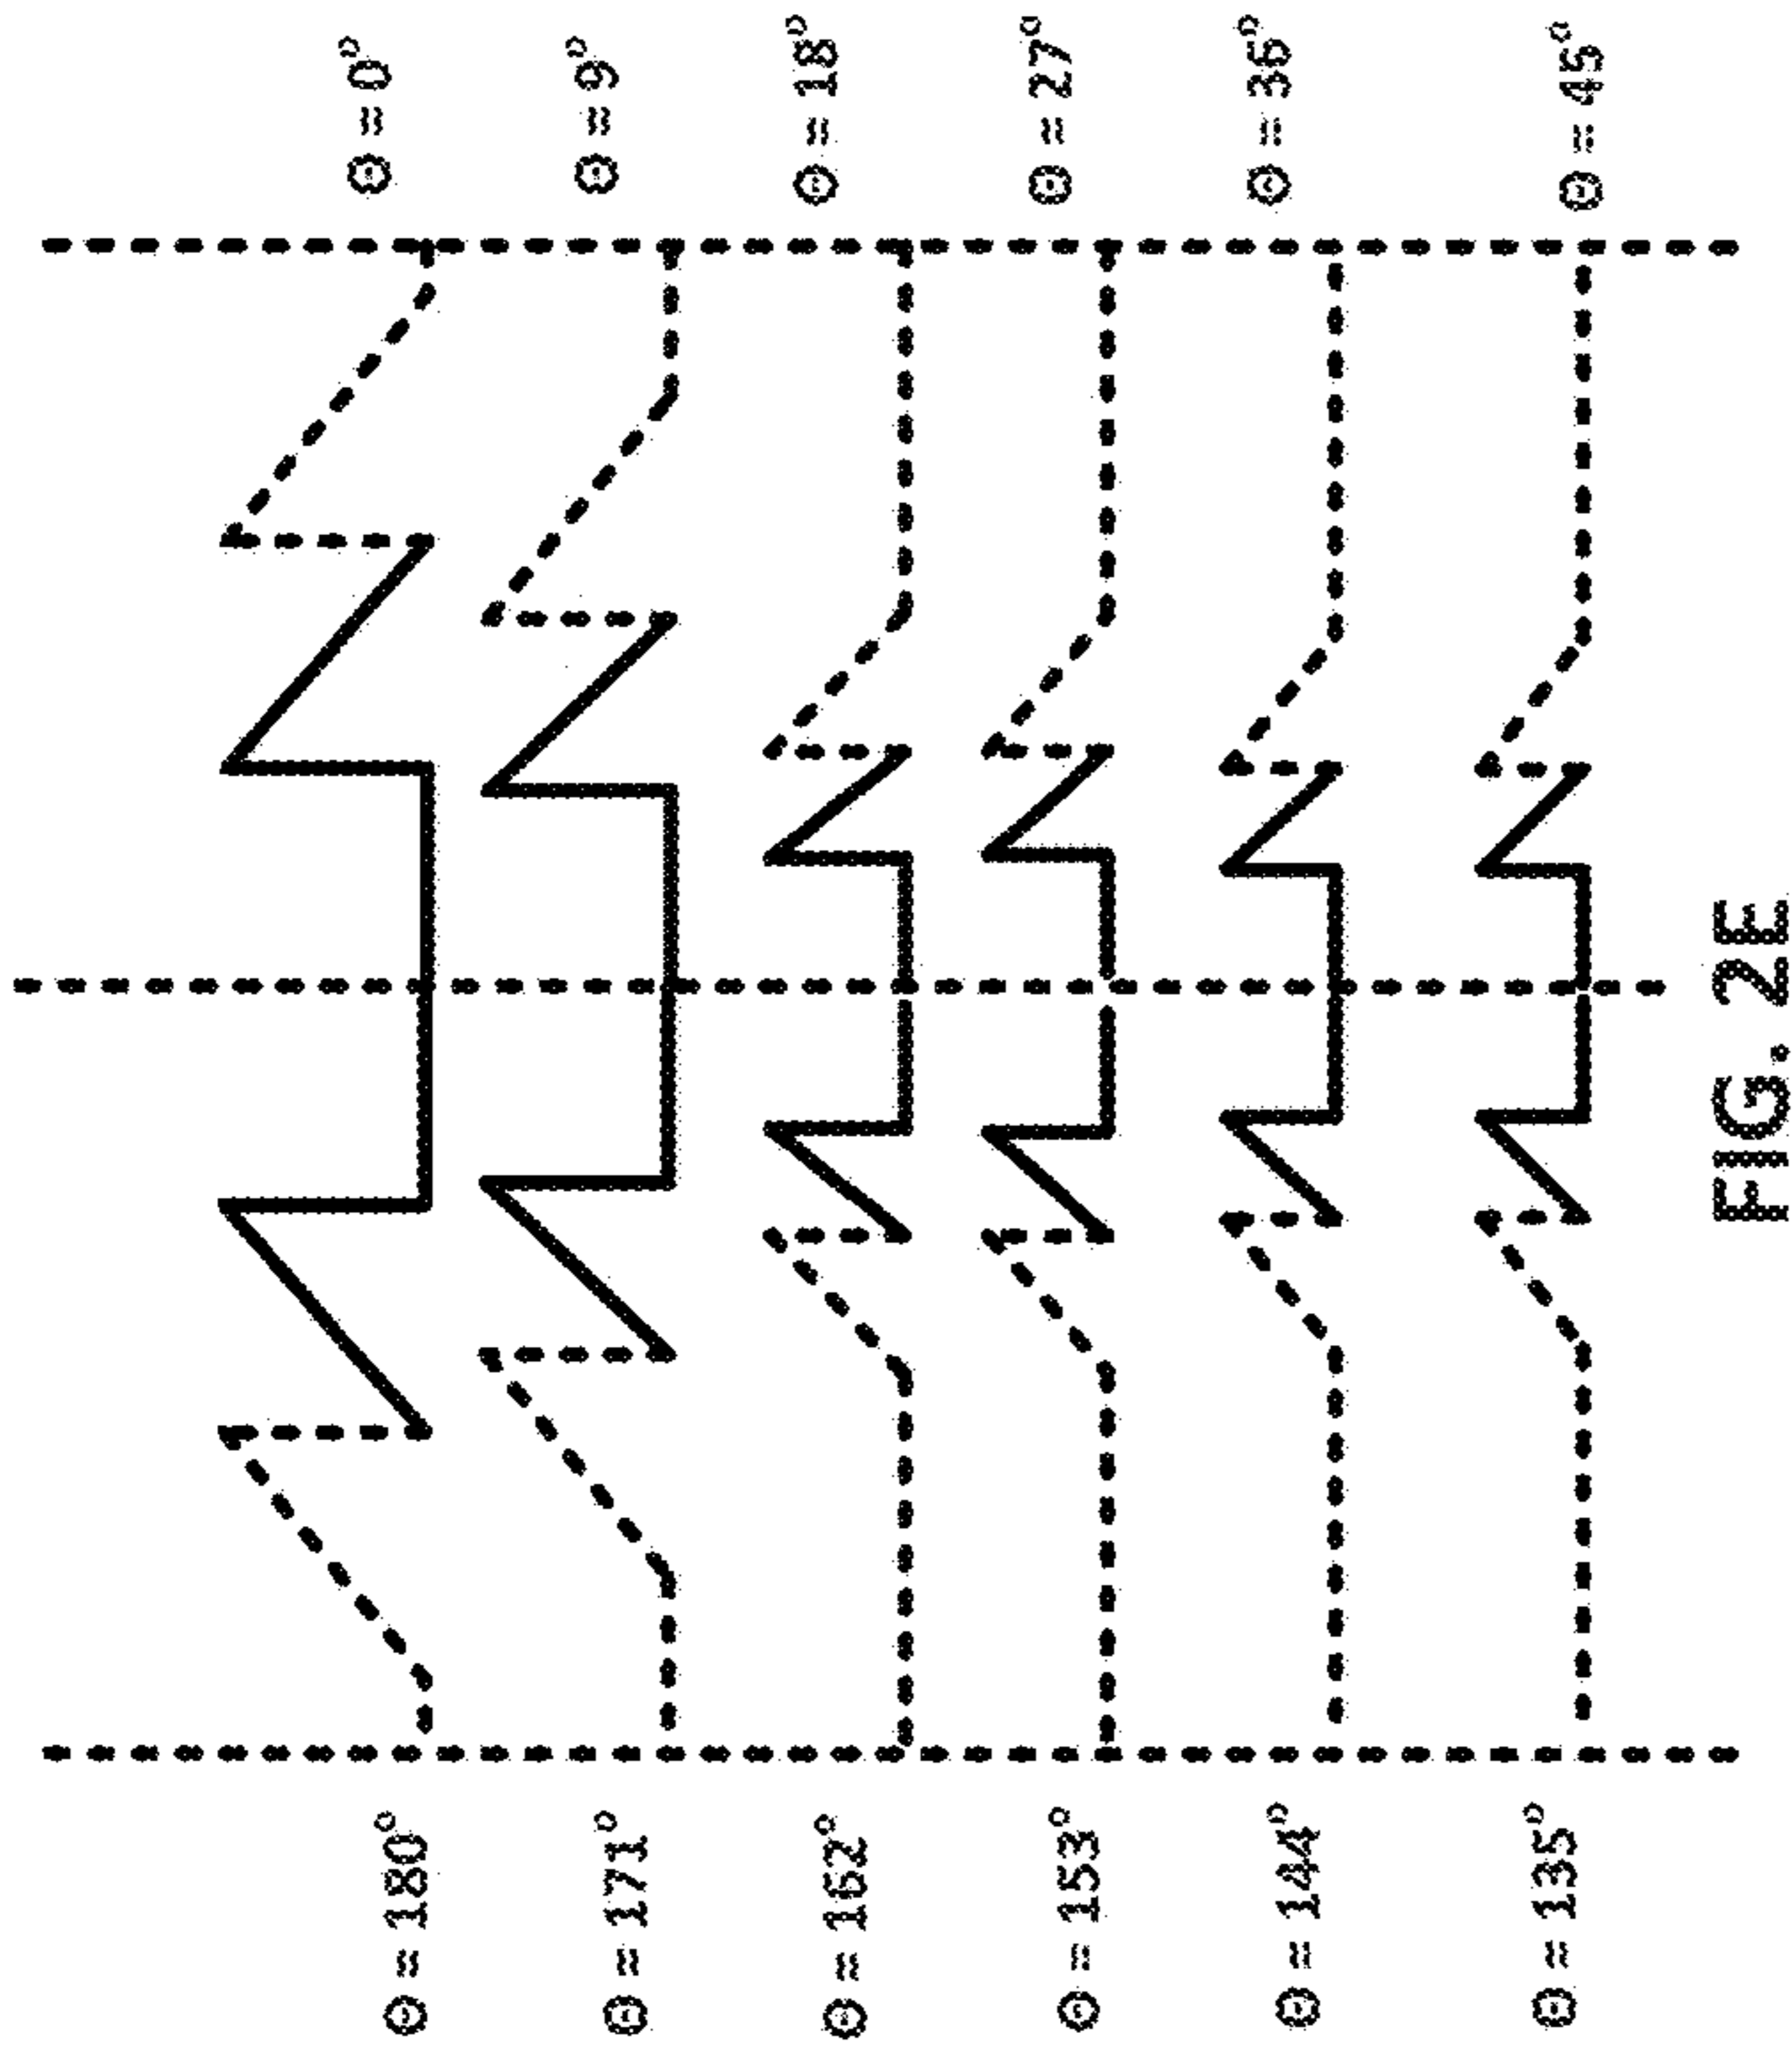 Θ = 180°
Θ = 0°
Θ = 171°
Θ = 9°
Θ = 162°
Θ = 18°
Θ = 153°
Θ = 27°
Θ = 144°
Θ = 36°
Θ = 135°
Θ = 45°
FIG. 2E